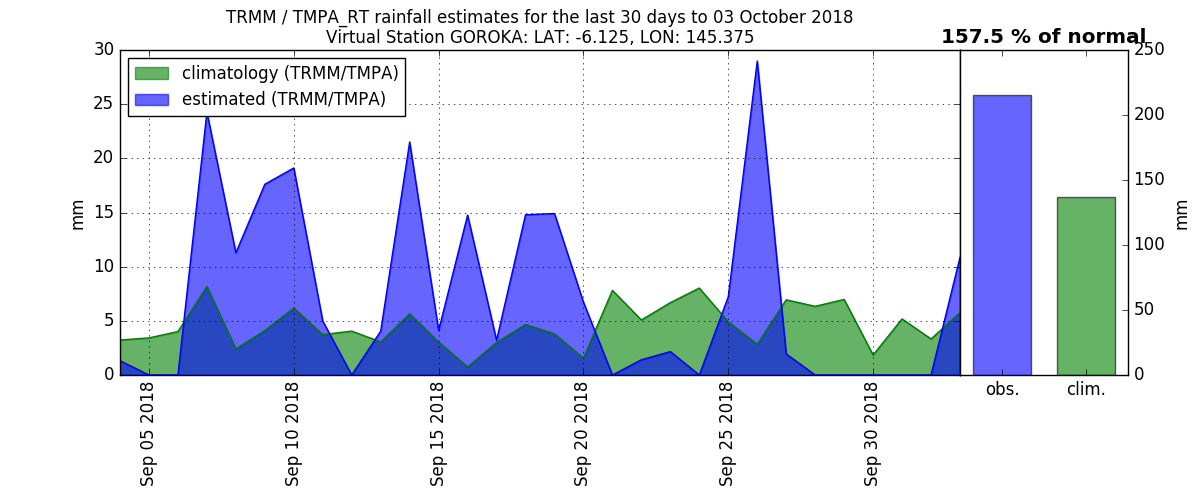 TRMM / TMPA_RT rainfall estimates for the last 30 days to 03 October 2018
Virtual Station GOROKA: LAT: -6.125, LON: 145.375
157.5 % of normal
climatology (TRMM/TMPA)
estimated (TRMM/TMPA)
30
25
20
15
10
5
0
mm
Sep 05 2018
Sep 10 2018
Sep 15 2018
Sep 20 2018
Sep 25 2018
Sep 30 2018
250
200
150
100
50
0
mm
obs.
clim.